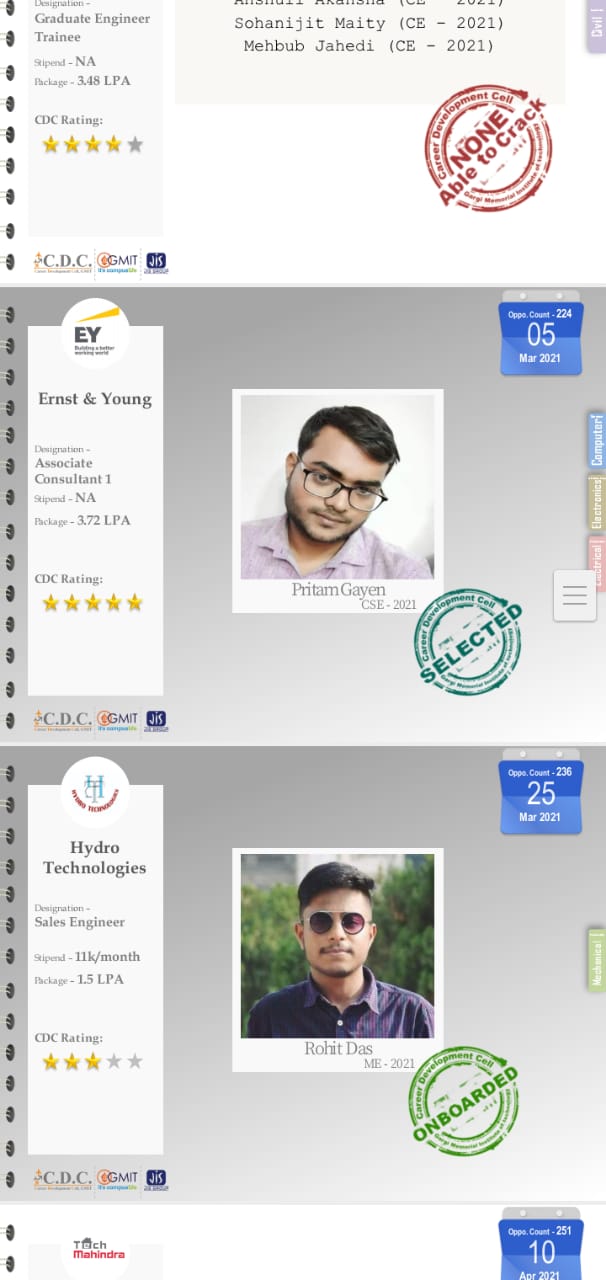 Designation -
Graduate Engineer
Trainee
Stipend - NA
Package - 3.48 LPA
CDC Rating:
Anshuli Akansha (CE - 2021)
Sohanijit Maity (CE - 2021)
Mehbub Jahedi (CE - 2021)
Civil
Career Development Cell
NONE
Able to Crack
Gargi Memorial Institute of technology
C.D.C.
Career Development Cell, GMIT
GMIT
It's campuslife
JIS
JIS GROUP
EY
Building a better
working world
Ernst & Young
Designation -
Associate
Consultant 1
Stipend - NA
Package - 3.72 LPA
CDC Rating:
Oppo. Count - 224
05
Mar 2021
Computer
Electronics
Electrical
Pritam Gayen
CSE - 2021
Career Development Cell
SELECTED
Gargi Memorial Institute of technology
C.D.C.
Career Development Cell, GMIT
GMIT
It's campuslife
JIS
JIS GROUP
HT
HYDRO TECHNOLOGIES
Hydro
Technologies
Designation -
Sales Engineer
Stipend - 11k/month
Package - 1.5 LPA
CDC Rating:
Oppo. Count - 236
25
Mar 2021
Mechanical
Rohit Das
ME - 2021
Career Development Cell
ONBOARDED
Gargi Memorial Institute of technology
C.D.C.
Career Development Cell, GMIT
GMIT
It's campuslife
JIS
JIS GROUP
Tech
Mahindra
Oppo. Count - 251
10
Apr 2021